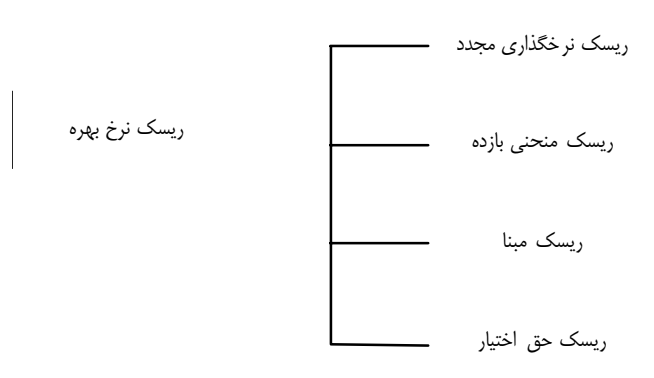 ریسک نرخگذاری مجدد
ریسک نرخ بهره
ریسک منحنی بازده
ریسک مبنا
ریسک حق اختیار